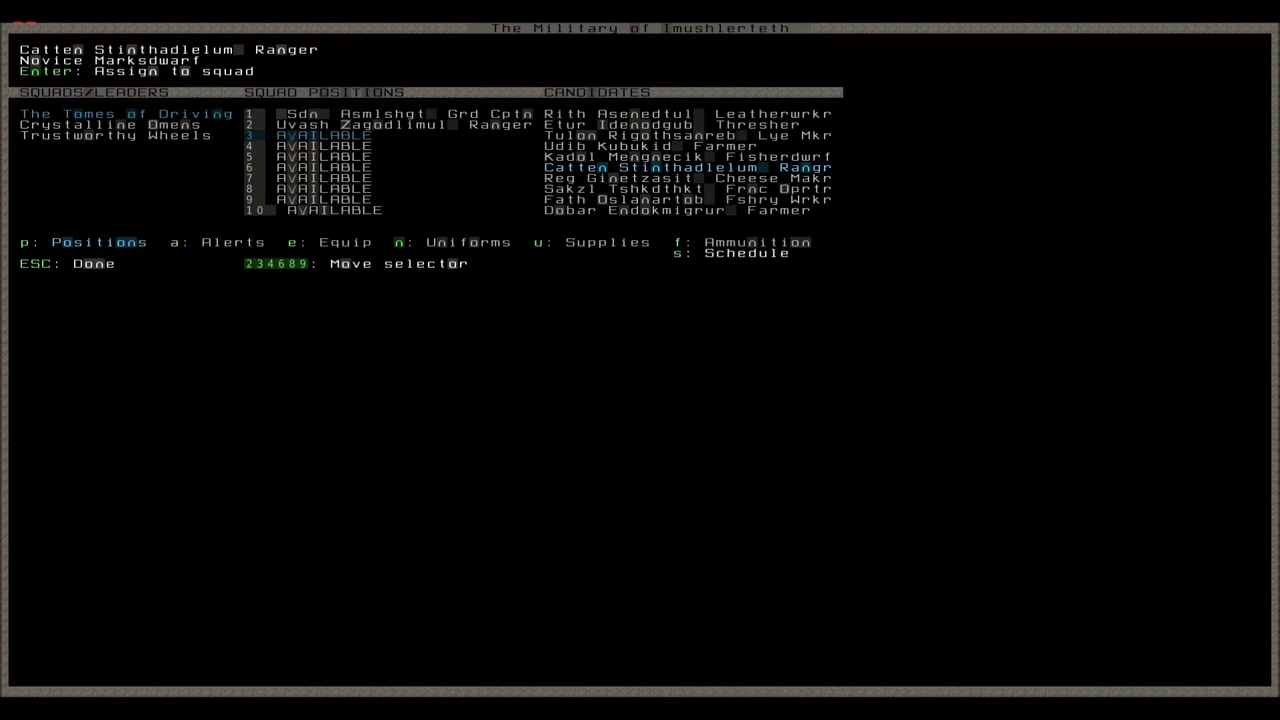 The Military of Imushlerteth
Catten Stinthadlelum Ranger
Novice Marksdwarf
Enter: Assign to squad
SQUADS/LEADERS SQUAD POSITIONS CANDIDATES
The Tomes of Driving 1 Sdn Asmlshgt Grd Cptn Rith Asenedtul Leatherwrkr
Crystalline Omens 2 Uvash Zagodlimul Ranger Etur Idenodgub Thresher
Trustworthy Wheels 3 AVAILABLE Tulon Rigothsanreb Lye Mkr
4 AVAILABLE Udib Kubukid Farmer
5 AVAILABLE Kadol Mengnecik Fisherdwrf
6 AVAILABLE Catten Stinthadlelum Rangr
7 AVAILABLE Reg Ginetzasit Cheese Makr
8 AVAILABLE Sakzl Tshkdthkt Frnc Oprtr
9 AVAILABLE Fath Oslanartob Fshry Wrkr
10 AVAILABLE Dobar Endokmigrur Farmer
p: Positions a: Alerts e: Equip n: Uniforms u: Supplies f: Ammunition
s: Schedule
ESC: Done 234689: Move selector